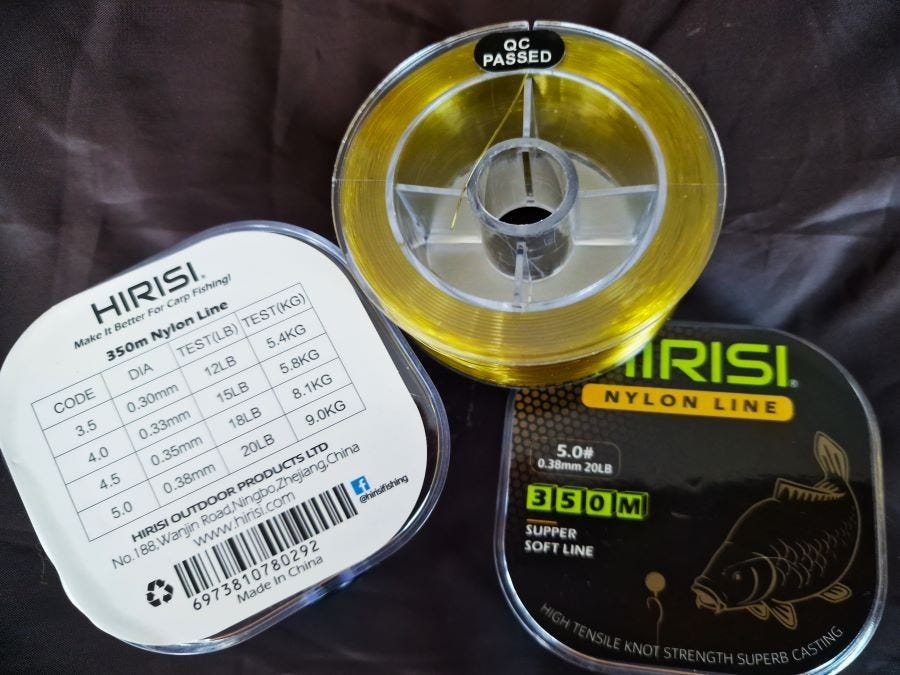 QC
PASSED
HIRISI®
Make It Better For Carp Fishing!
350m Nylon Line
CODE DIA TEST(LB) TEST(KG)
3.5 0.30mm 12LB 5.4KG
4.0 0.33mm 15LB 5.8KG
4.5 0.35mm 18LB 8.1KG
5.0 0.38mm 20LB 9.0KG
HIRISI OUTDOOR PRODUCTS LTD
No.188,Wanjin Road,Ningbo,Zhejiang,China
www.hirisi.com
@hirisifishing
6973810780292
Made in China
HIRISI®
NYLON LINE
5.0#
0.38mm 20LB
350M
SUPPER
SOFT LINE
HIGH TENSILE KNOT STRENGTH SUPERB CASTING